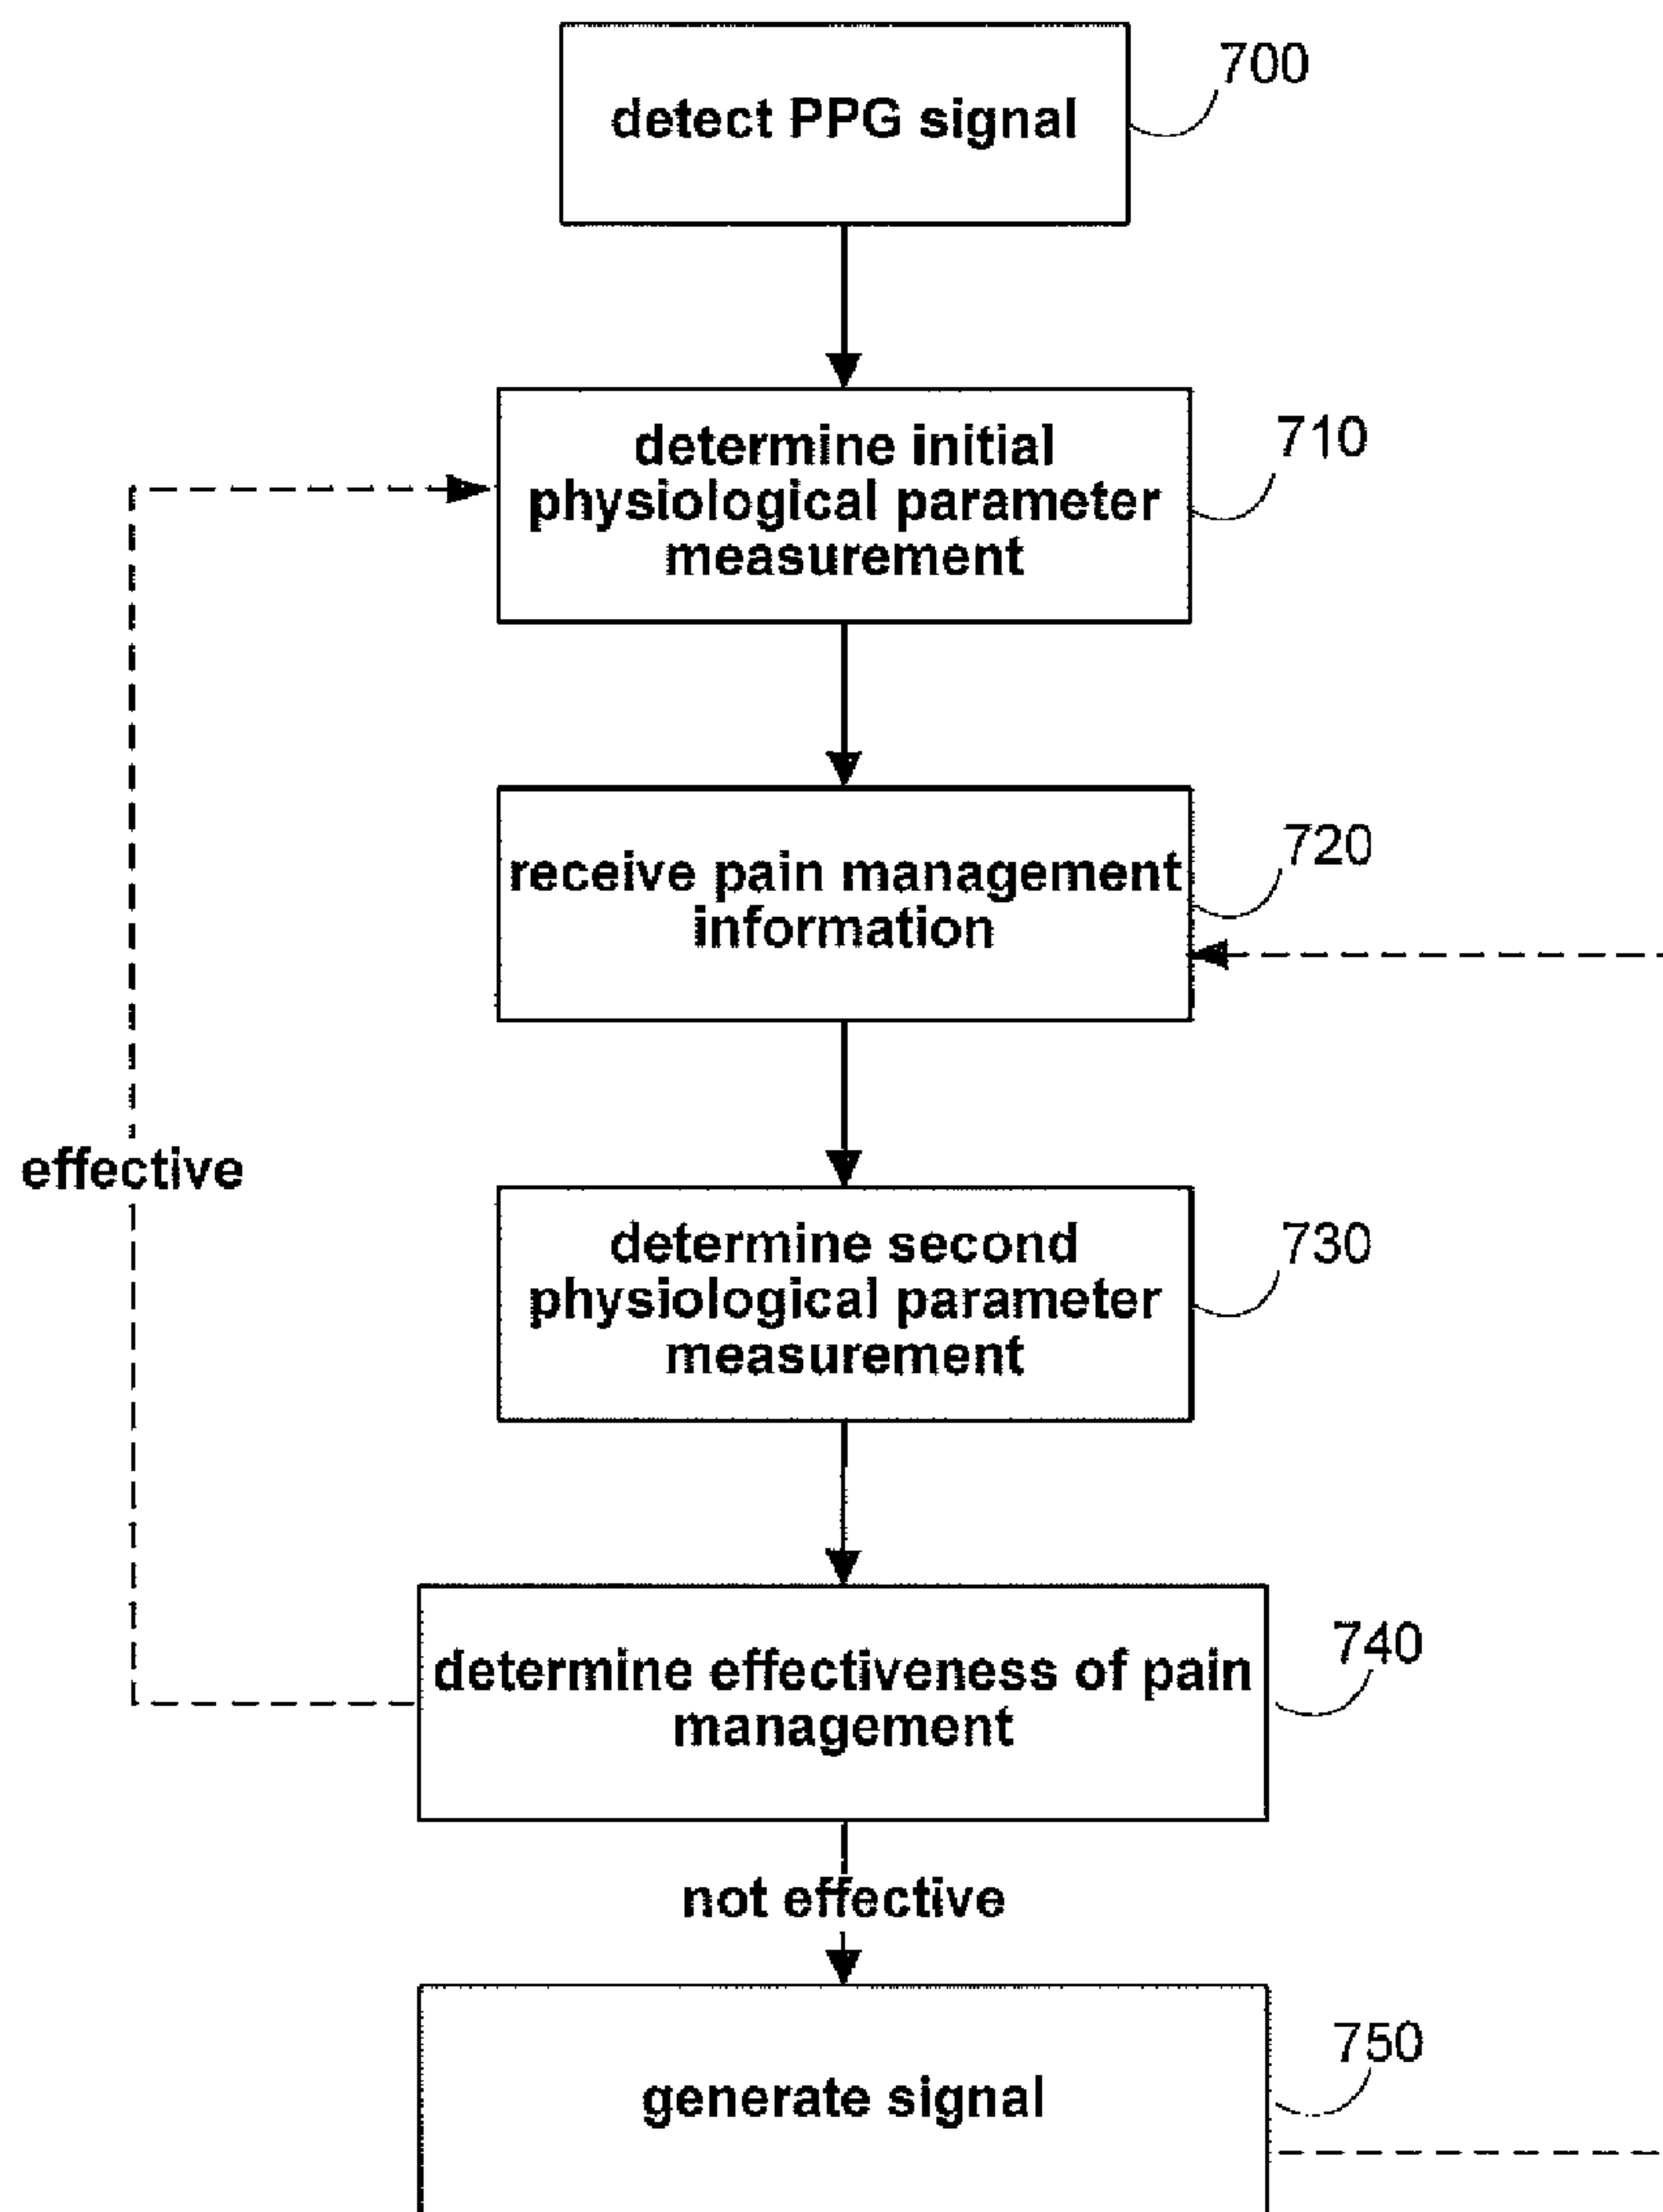 detect PPG signal
700
determine initial
physiological parameter
measurement
710
receive pain management
information
720
effective
determine second
physiological parameter
measurement
730
determine effectiveness of pain
management
740
not effective
generate signal
750